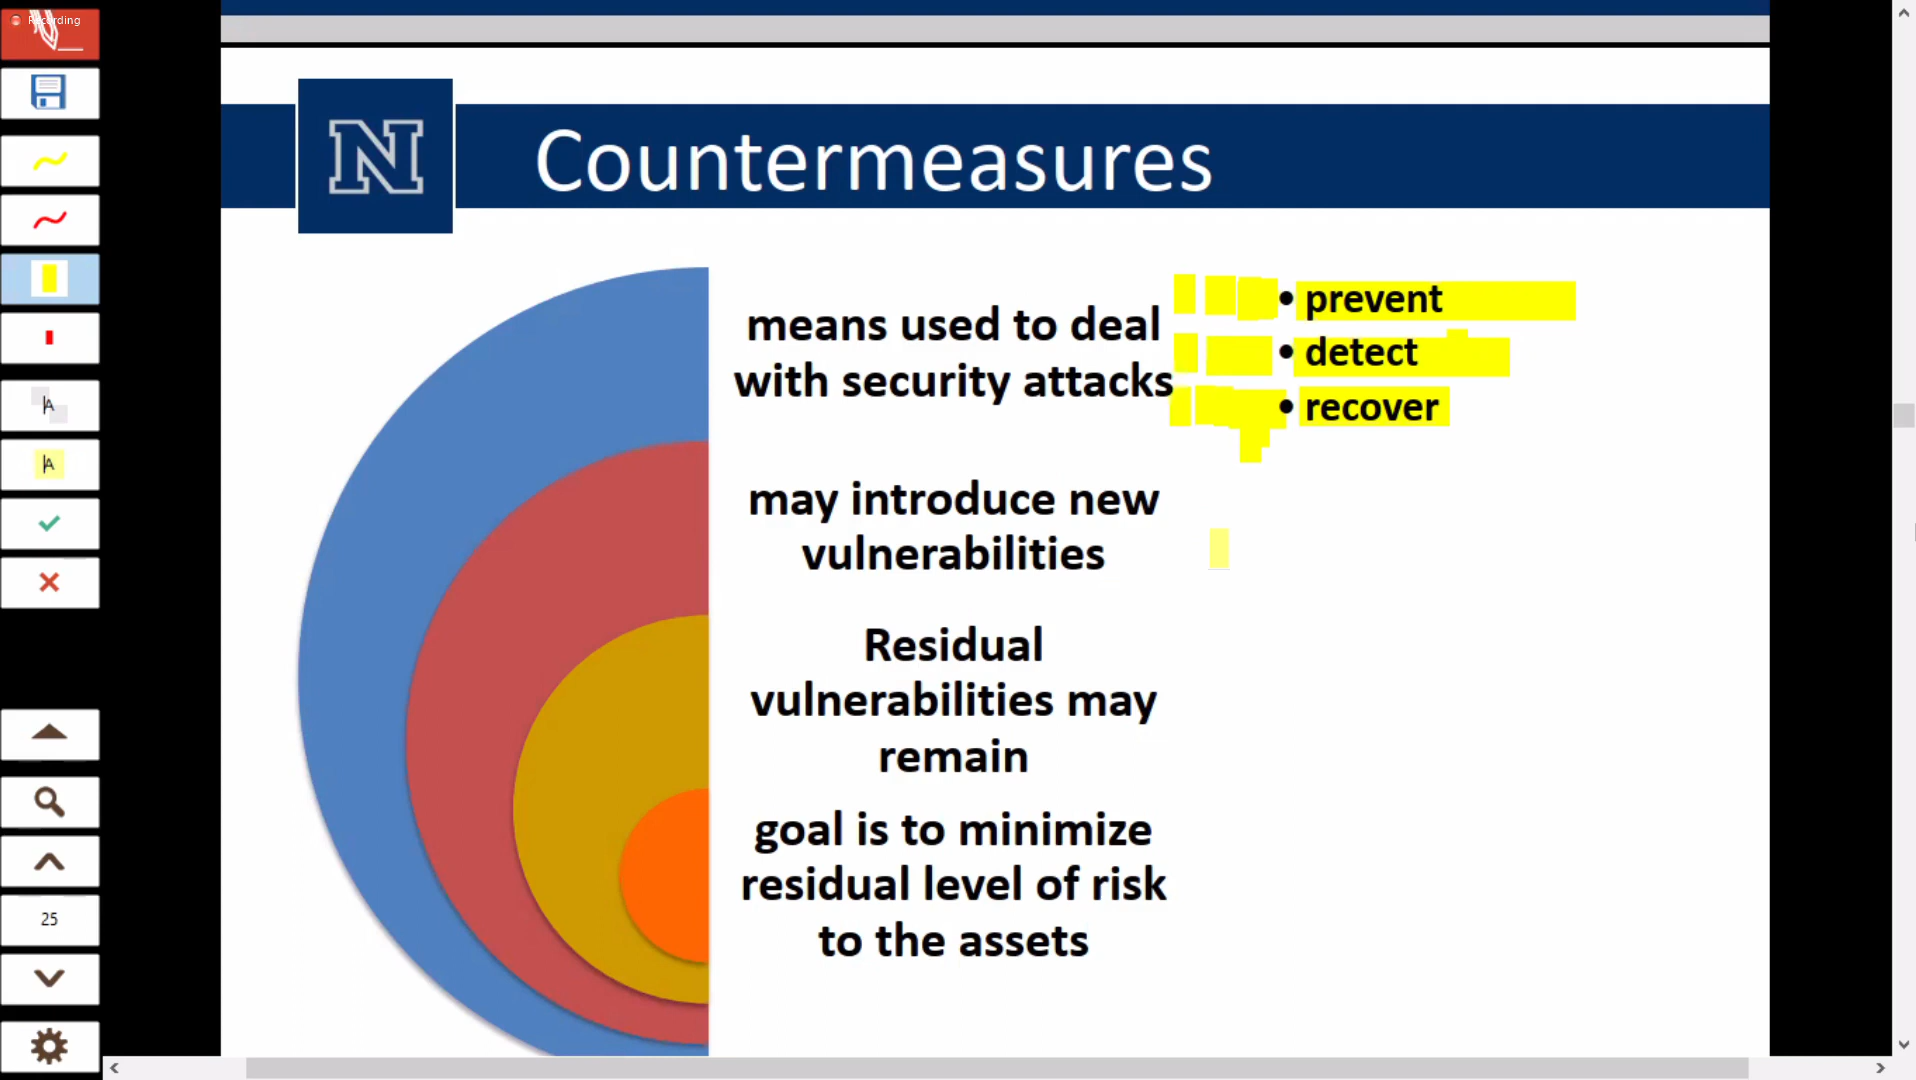 Recording
N
Countermeasures
means used to deal
with security attacks
• prevent
• detect
• recover
may introduce new
vulnerabilities
Residual
vulnerabilities may
remain
goal is to minimize
residual level of risk
to the assets
A
A
25